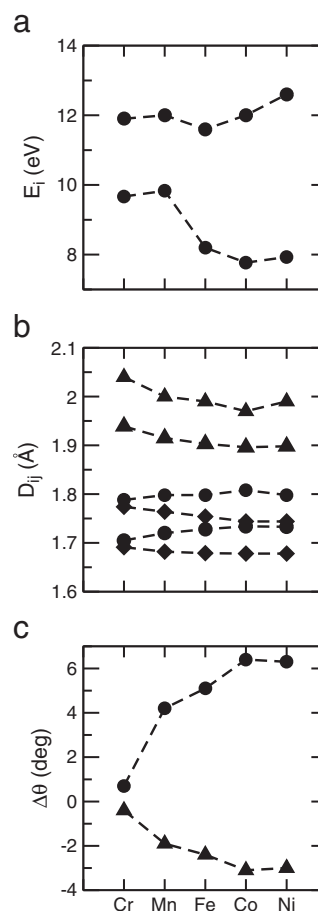 a
14
12
10
8
E_i (eV)
b
2.1
2
1.9
1.8
1.7
1.6
D_ij (Å)
c
6
4
2
0
-2
-4
Δθ (deg)
Cr Mn Fe Co Ni